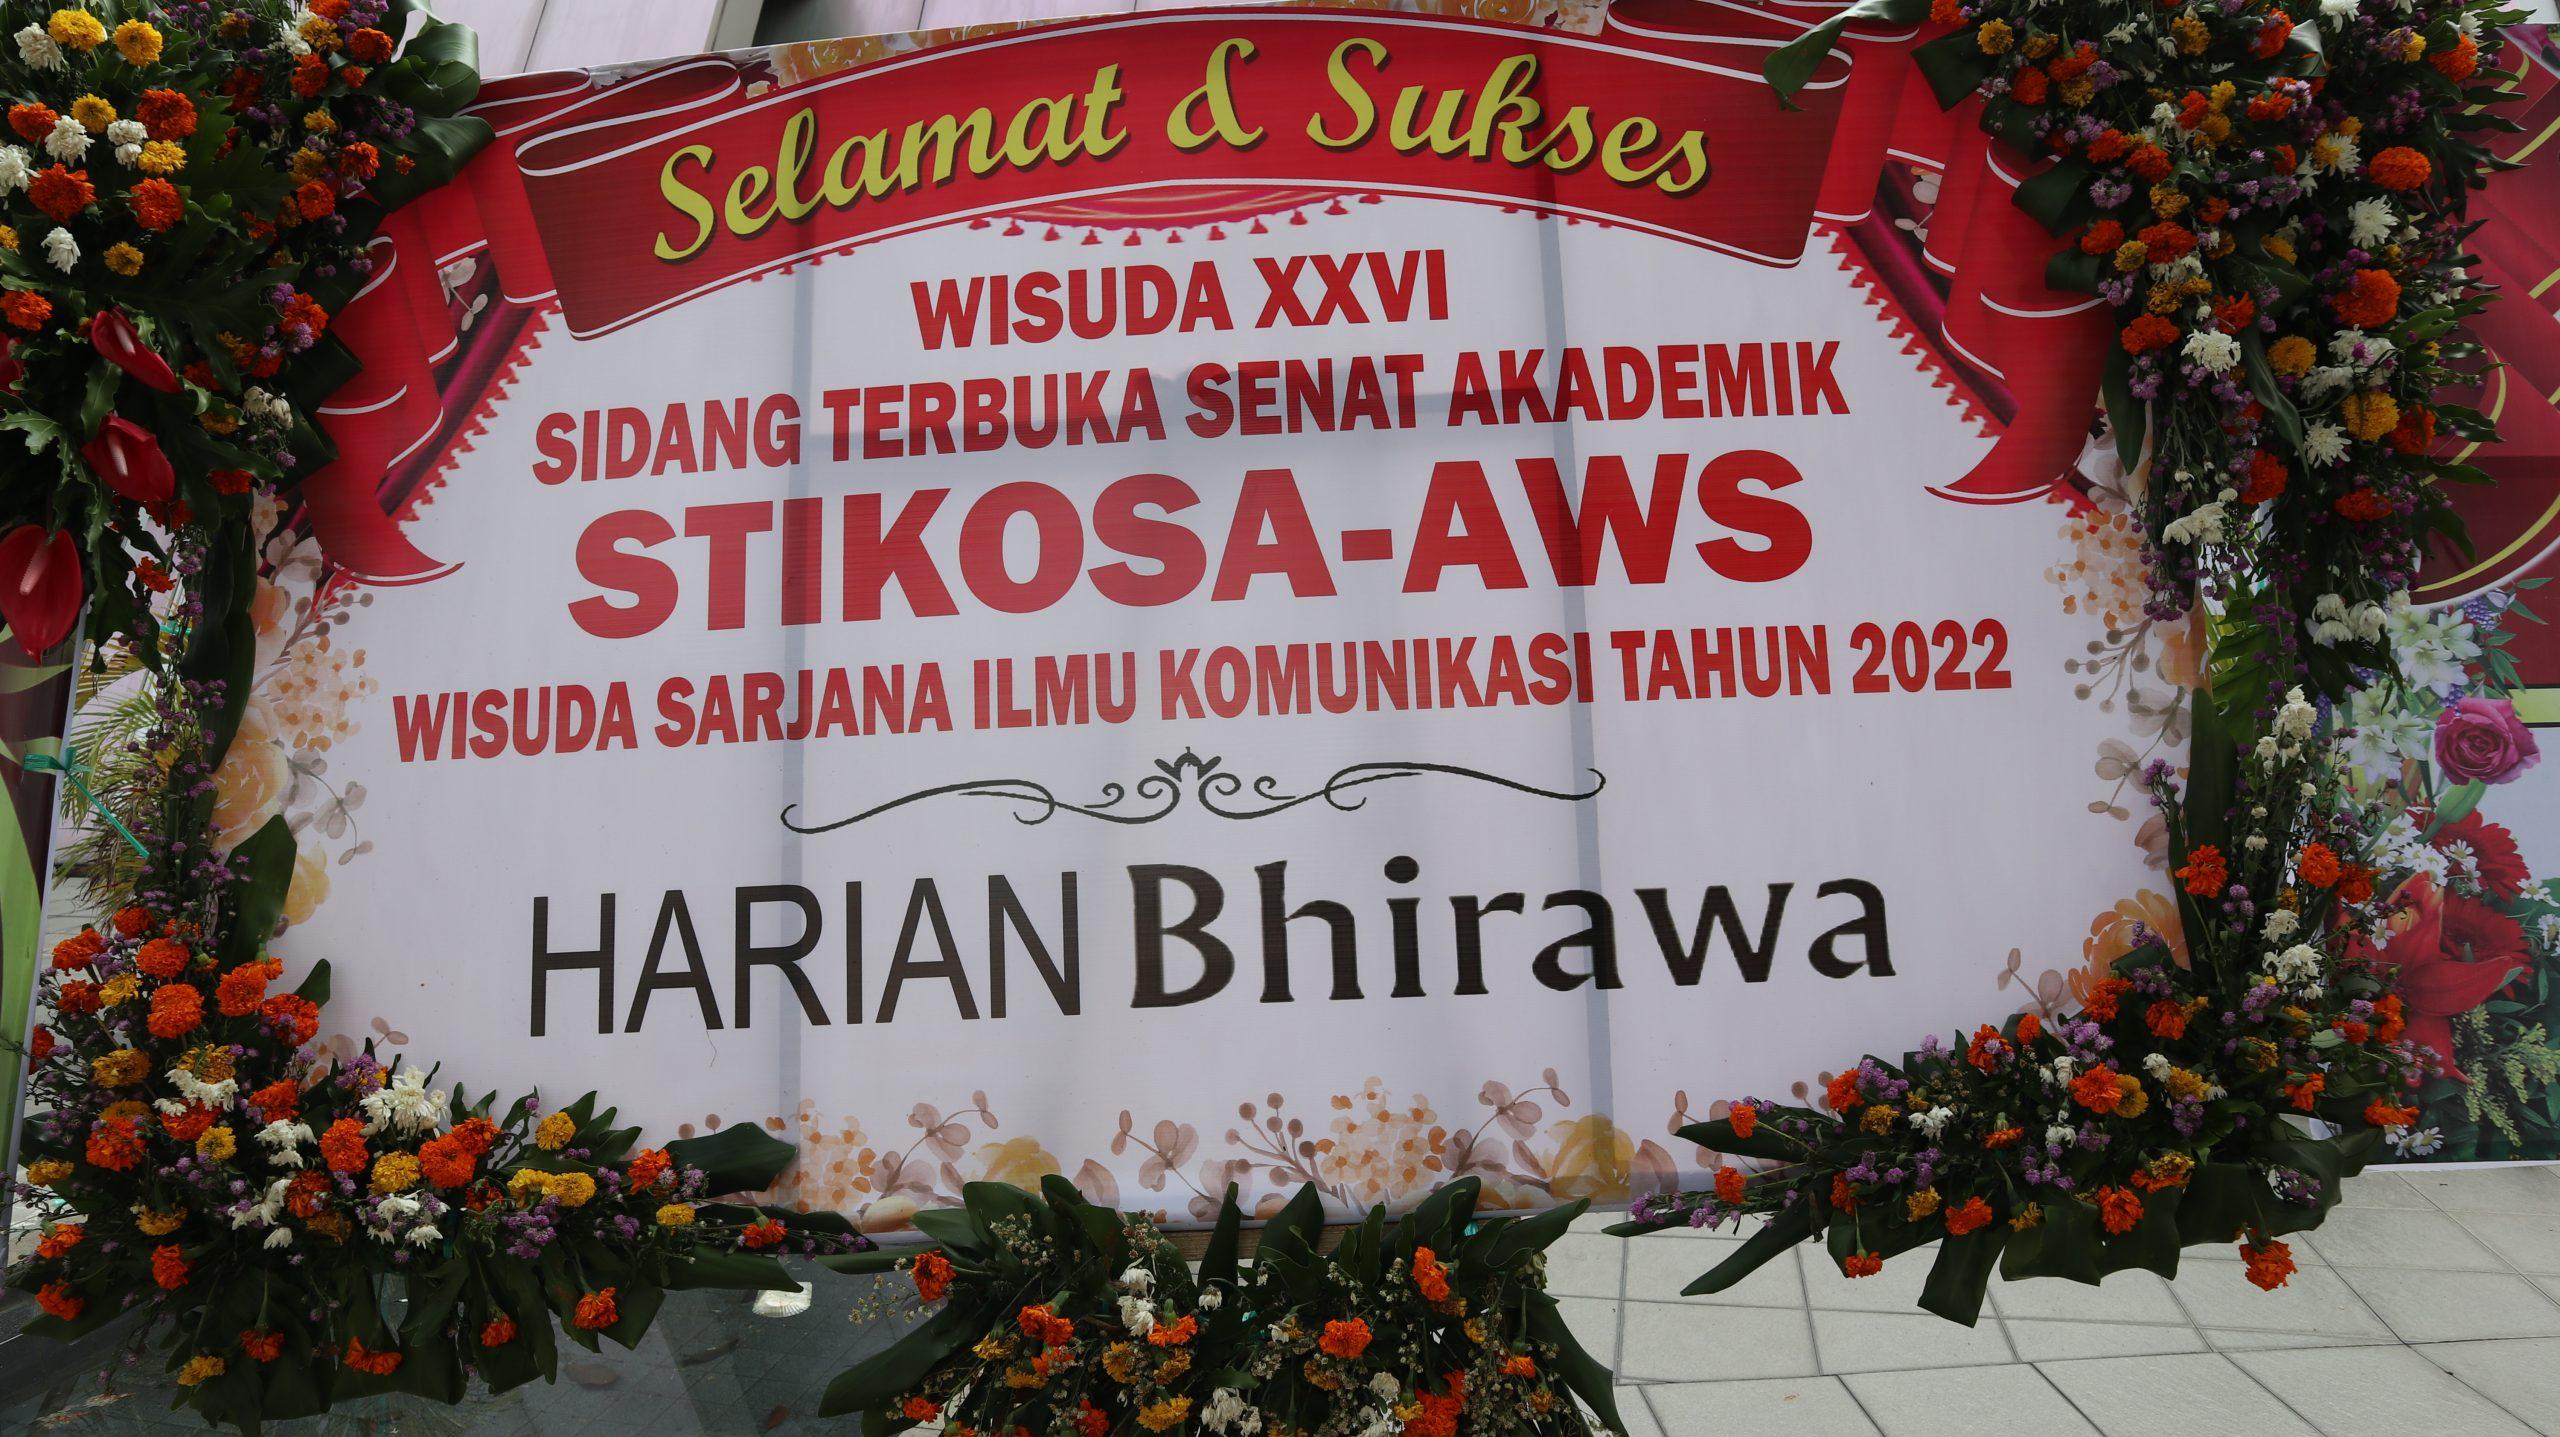 Selamat & Sukses
WISUDA XXVI
SIDANG TERBUKA SENAT AKADEMIK
STIKOSA-AWS
WISUDA SARJANA ILMU KOMUNIKASI TAHUN 2022
HARIAN Bhirawa